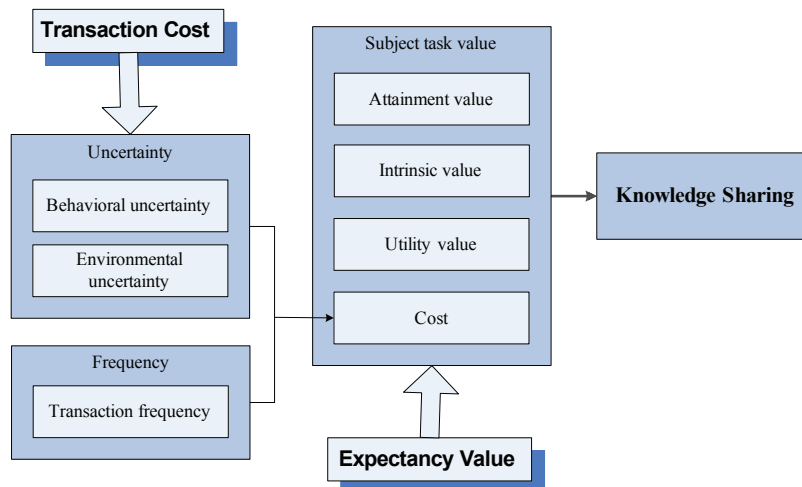 Transaction Cost
Uncertainty
Behavioral uncertainty
Environmental
uncertainty
Frequency
Transaction frequency
Subject task value
Attainment value
Intrinsic value
Utility value
Cost
Expectancy Value
Knowledge Sharing